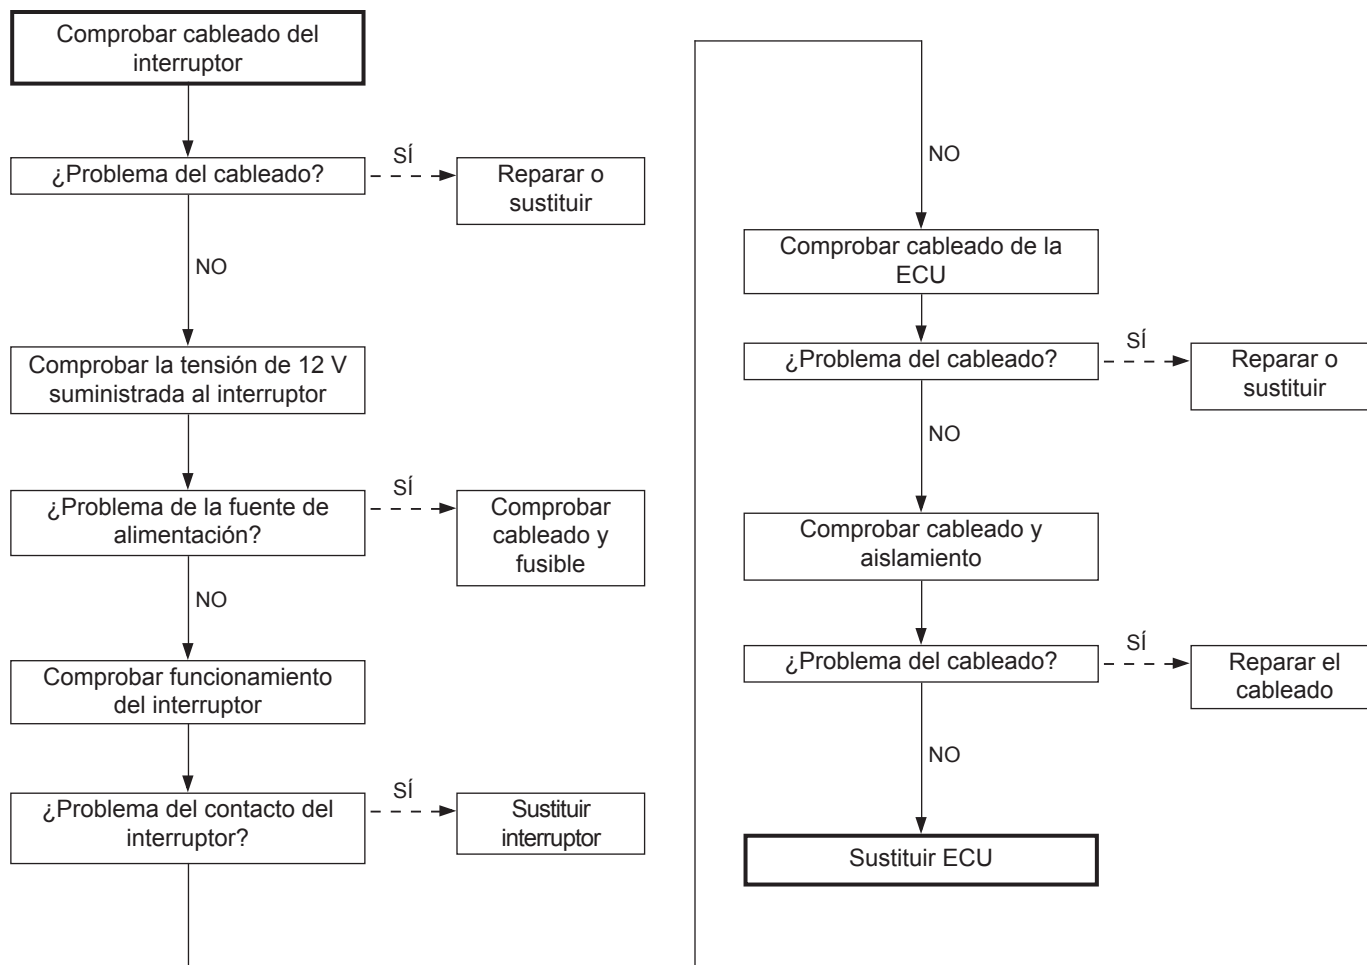 Comprobar cableado del
interruptor
¿Problema del cableado?
SÍ
Reparar o
sustituir
NO
Comprobar la tensión de 12 V
suministrada al interruptor
¿Problema de la fuente de
alimentación?
SÍ
Comprobar
cableado y
fusible
NO
Comprobar funcionamiento
del interruptor
¿Problema del contacto del
interruptor?
SÍ
Sustituir
interruptor
NO
Comprobar cableado de la
ECU
¿Problema del cableado?
SÍ
Reparar o
sustituir
NO
Comprobar cableado y
aislamiento
¿Problema del cableado?
SÍ
Reparar el
cableado
NO
Sustituir ECU